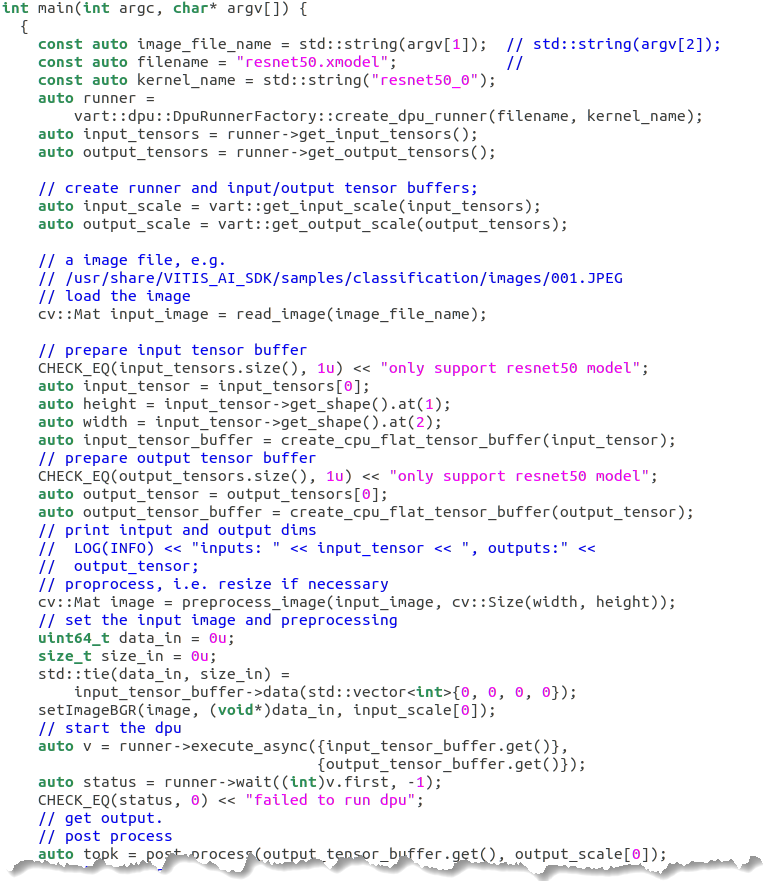 int main(int argc, char* argv[]) {
  {
    const auto image_file_name = std::string(argv[1]);  // std::string(argv[2]);
    const auto filename = "resnet50.xmodel";            //
    const auto kernel_name = std::string("resnet50_0");
    auto runner =
        vart::dpu::DpuRunnerFactory::create_dpu_runner(filename, kernel_name);
    auto input_tensors = runner->get_input_tensors();
    auto output_tensors = runner->get_output_tensors();

    // create runner and input/output tensor buffers;
    auto input_scale = vart::get_input_scale(input_tensors);
    auto output_scale = vart::get_output_scale(output_tensors);

    // a image file, e.g.
    // /usr/share/VITIS_AI_SDK/samples/classification/images/001.JPEG
    // load the image
    cv::Mat input_image = read_image(image_file_name);

    // prepare input tensor buffer
    CHECK_EQ(input_tensors.size(), 1u) << "only support resnet50 model";
    auto input_tensor = input_tensors[0];
    auto height = input_tensor->get_shape().at(1);
    auto width = input_tensor->get_shape().at(2);
    auto input_tensor_buffer = create_cpu_flat_tensor_buffer(input_tensor);
    // prepare output tensor buffer
    CHECK_EQ(output_tensors.size(), 1u) << "only support resnet50 model";
    auto output_tensor = output_tensors[0];
    auto output_tensor_buffer = create_cpu_flat_tensor_buffer(output_tensor);
    // print intput and output dims
    //  LOG(INFO) << "inputs: " << input_tensor << ", outputs:" <<
    //  output_tensor;
    // proprocess, i.e. resize if necessary
    cv::Mat image = preprocess_image(input_image, cv::Size(width, height));
    // set the input image and preprocessing
    uint64_t data_in = 0u;
    size_t size_in = 0u;
    std::tie(data_in, size_in) =
        input_tensor_buffer->data(std::vector<int>{0, 0, 0, 0});
    setImageBGR(image, (void*)data_in, input_scale[0]);
    // start the dpu
    auto v = runner->execute_async({input_tensor_buffer.get()},
                                   {output_tensor_buffer.get()});
    auto status = runner->wait((int)v.first, -1);
    CHECK_EQ(status, 0) << "failed to run dpu";
    // get output.
    // post process
    auto topk = post_process(output_tensor_buffer.get(), output_scale[0]);